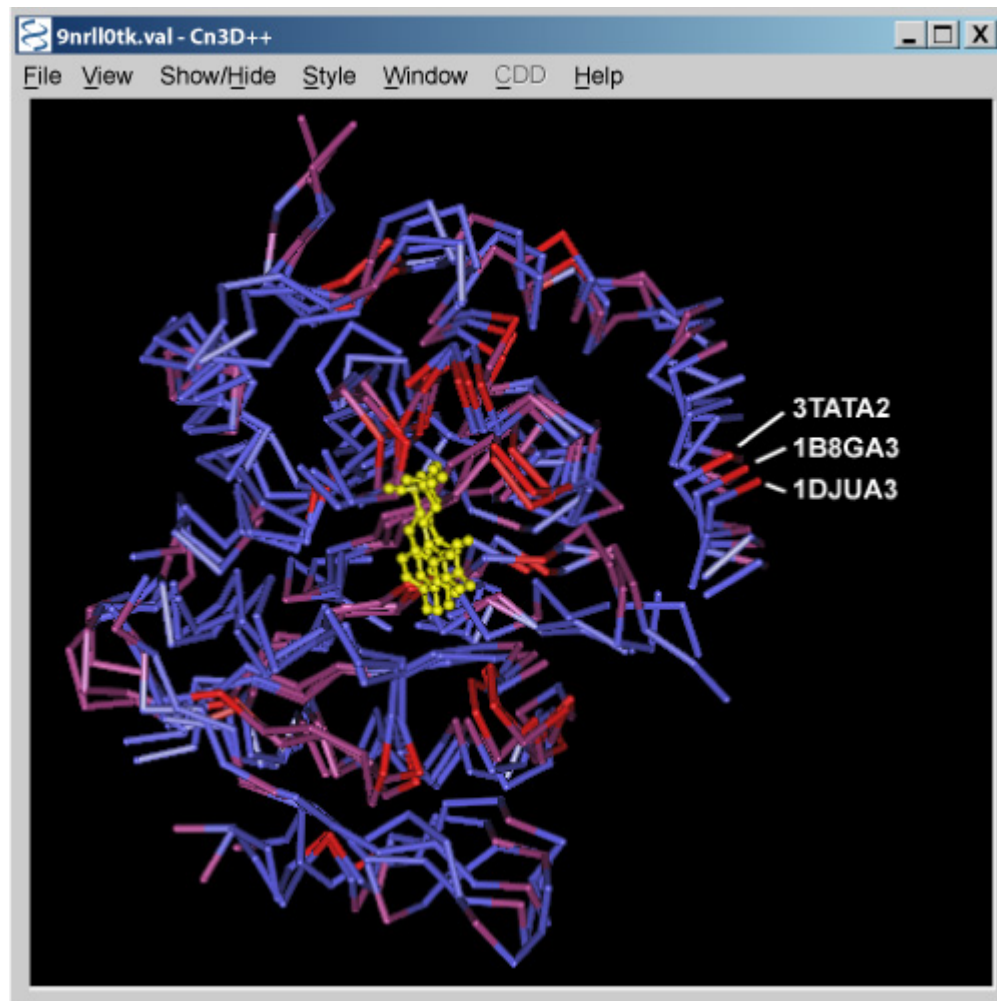 9nrll0tk.val - Cn3D++
File View Show/Hide Style Window CDD Help
3TATA2
1B8GA3
1DJUA3